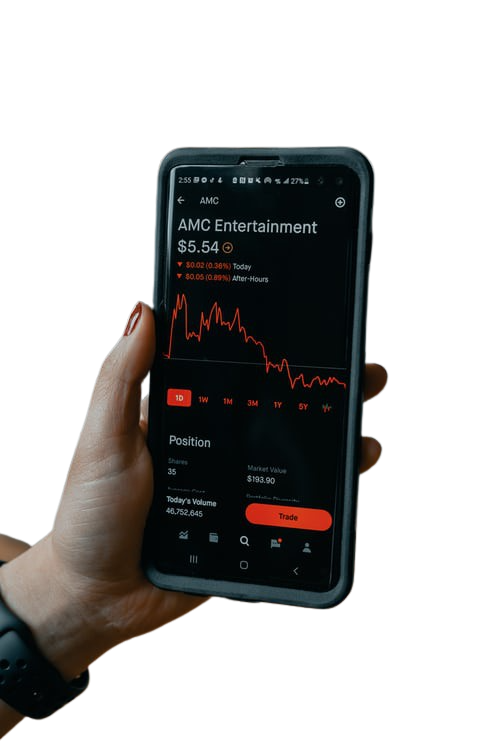 2:55 27%
AMC
AMC Entertainment
$5.54
$0.02 (0.36%) Today
$0.05 (0.89%) After-Hours
1D 1W 1M 3M 1Y 5Y
Position
Shares Market Value
35 $193.90
Today's Volume
46,752,645
Trade